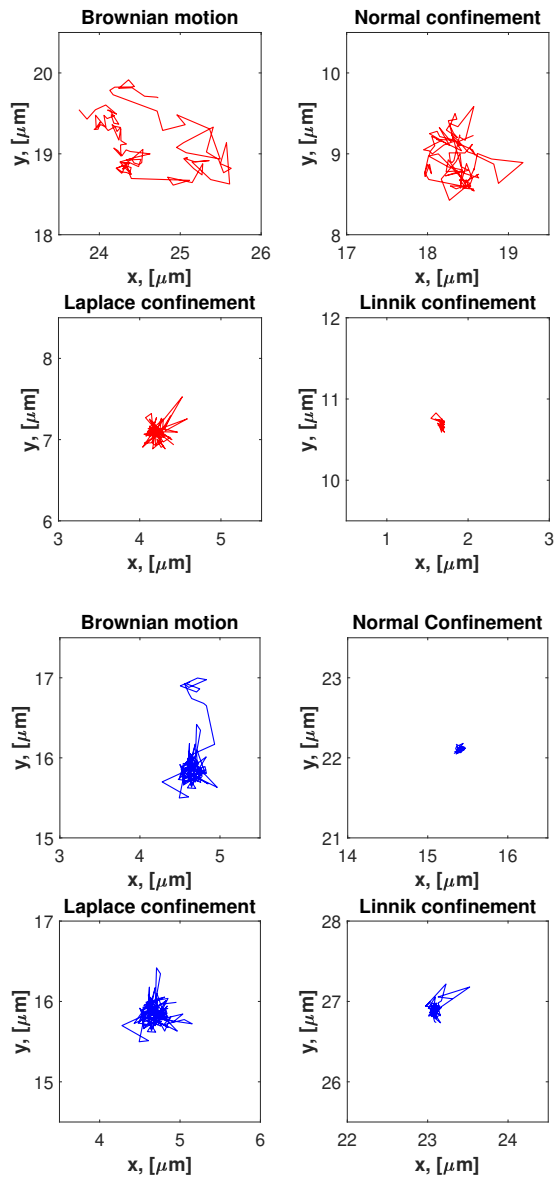 Brownian motion
20
19
18
y, [μm]
24 25 26
x, [μm]
Normal confinement
10
9
8
y, [μm]
17 18 19
x, [μm]
Laplace confinement
8
7
6
y, [μm]
3 4 5
x, [μm]
Linnik confinement
12
11
10
y, [μm]
1 2 3
x, [μm]
Brownian motion
17
16
15
y, [μm]
3 4 5
x, [μm]
Normal Confinement
23
22
21
y, [μm]
14 15 16
x, [μm]
Laplace confinement
17
16
15
y, [μm]
4 5 6
x, [μm]
Linnik confinement
28
27
26
y, [μm]
22 23 24
x, [μm]